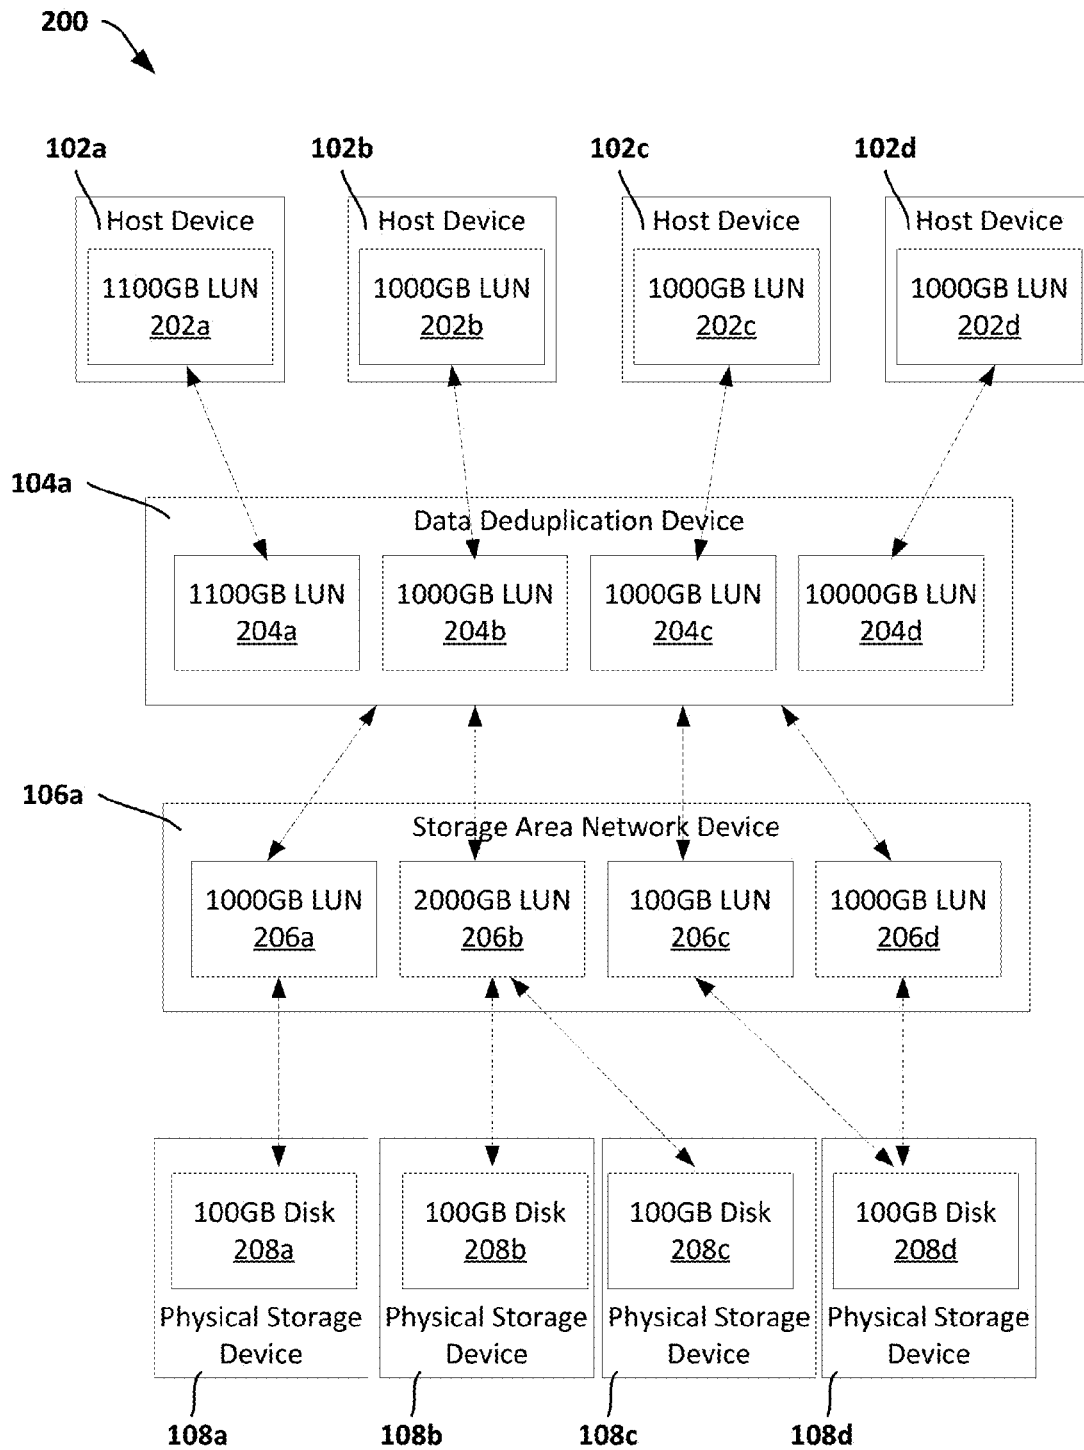 200
102a 102b 102c 102d
Host Device Host Device Host Device Host Device
1100GB LUN 1000GB LUN 1000GB LUN 1000GB LUN
202a 202b 202c 202d
104a
Data Deduplication Device
1100GB LUN 1000GB LUN 1000GB LUN 10000GB LUN
204a 204b 204c 204d
106a
Storage Area Network Device
1000GB LUN 2000GB LUN 100GB LUN 1000GB LUN
206a 206b 206c 206d
100GB Disk 100GB Disk 100GB Disk 100GB Disk
208a 208b 208c 208d
Physical Storage Physical Storage Physical Storage Physical Storage
Device Device Device Device
108a 108b 108c 108d